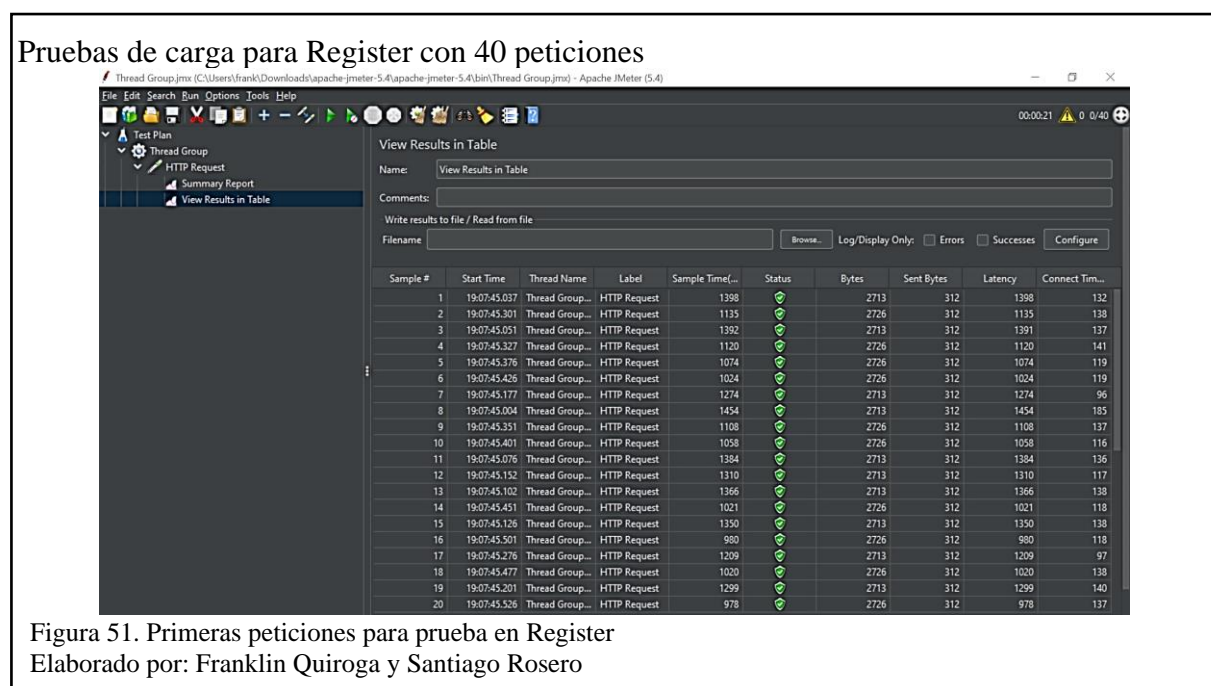 Pruebas de carga para Register con 40 peticiones
Thread Group.jmx (C:\Users\frank\Downloads\apache-jmeter-5.4\apache-jmeter-5.4\bin\Thread Group.jmx) - Apache JMeter (5.4)
File Edit Search Run Options Tools Help
00:00:21 0 0/40
Test Plan
Thread Group
HTTP Request
Summary Report
View Results in Table
View Results in Table
Name: View Results in Table
Comments:
Write results to file / Read from file
Filename Browse... Log/Display Only: Errors Successes Configure
Sample # Start Time Thread Name Label Sample Time(... Status Bytes Sent Bytes Latency Connect Tim...
1 19:07:45.037 Thread Group... HTTP Request 1398 2713 312 1398 132
2 19:07:45.301 Thread Group... HTTP Request 1135 2726 312 1135 138
3 19:07:45.051 Thread Group... HTTP Request 1392 2713 312 1391 137
4 19:07:45.327 Thread Group... HTTP Request 1120 2726 312 1120 141
5 19:07:45.376 Thread Group... HTTP Request 1074 2726 312 1074 119
6 19:07:45.426 Thread Group... HTTP Request 1024 2726 312 1024 119
7 19:07:45.177 Thread Group... HTTP Request 1274 2713 312 1274 96
8 19:07:45.004 Thread Group... HTTP Request 1454 2713 312 1454 185
9 19:07:45.351 Thread Group... HTTP Request 1108 2726 312 1108 137
10 19:07:45.401 Thread Group... HTTP Request 1058 2726 312 1058 116
11 19:07:45.076 Thread Group... HTTP Request 1384 2713 312 1384 136
12 19:07:45.152 Thread Group... HTTP Request 1310 2713 312 1310 117
13 19:07:45.102 Thread Group... HTTP Request 1366 2713 312 1366 138
14 19:07:45.451 Thread Group... HTTP Request 1021 2726 312 1021 118
15 19:07:45.126 Thread Group... HTTP Request 1350 2713 312 1350 138
16 19:07:45.501 Thread Group... HTTP Request 980 2726 312 980 118
17 19:07:45.276 Thread Group... HTTP Request 1209 2713 312 1209 97
18 19:07:45.477 Thread Group... HTTP Request 1020 2726 312 1020 138
19 19:07:45.201 Thread Group... HTTP Request 1299 2713 312 1299 140
20 19:07:45.526 Thread Group... HTTP Request 978 2726 312 978 137
Figura 51. Primeras peticiones para prueba en Register
Elaborado por: Franklin Quiroga y Santiago Rosero